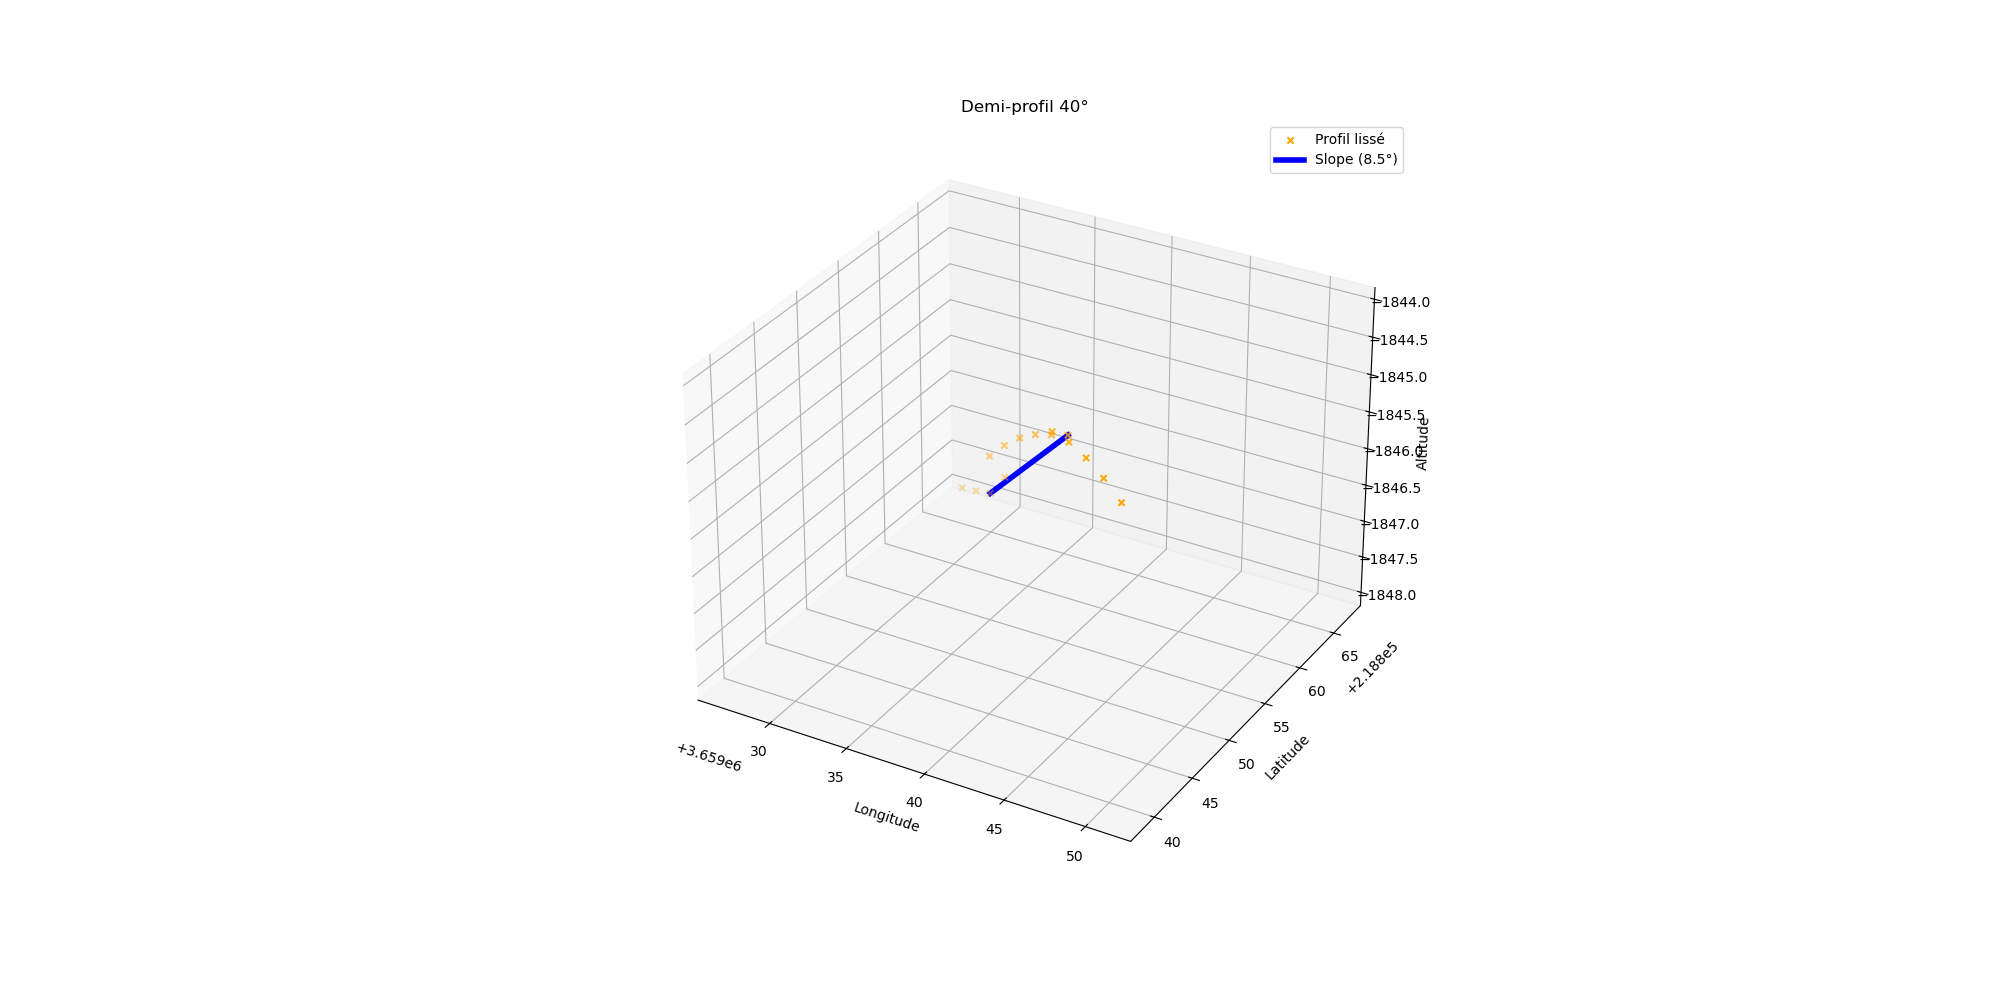 Demi-profil 40°
Profil lissé
Slope (8.5°)
−1844.0
−1844.5
−1845.0
−1845.5
−1846.0
−1846.5
−1847.0
−1847.5
−1848.0
Altitude
65
60
55
50
45
40
+2.188e5
Latitude
30
35
40
45
50
+3.659e6
Longitude